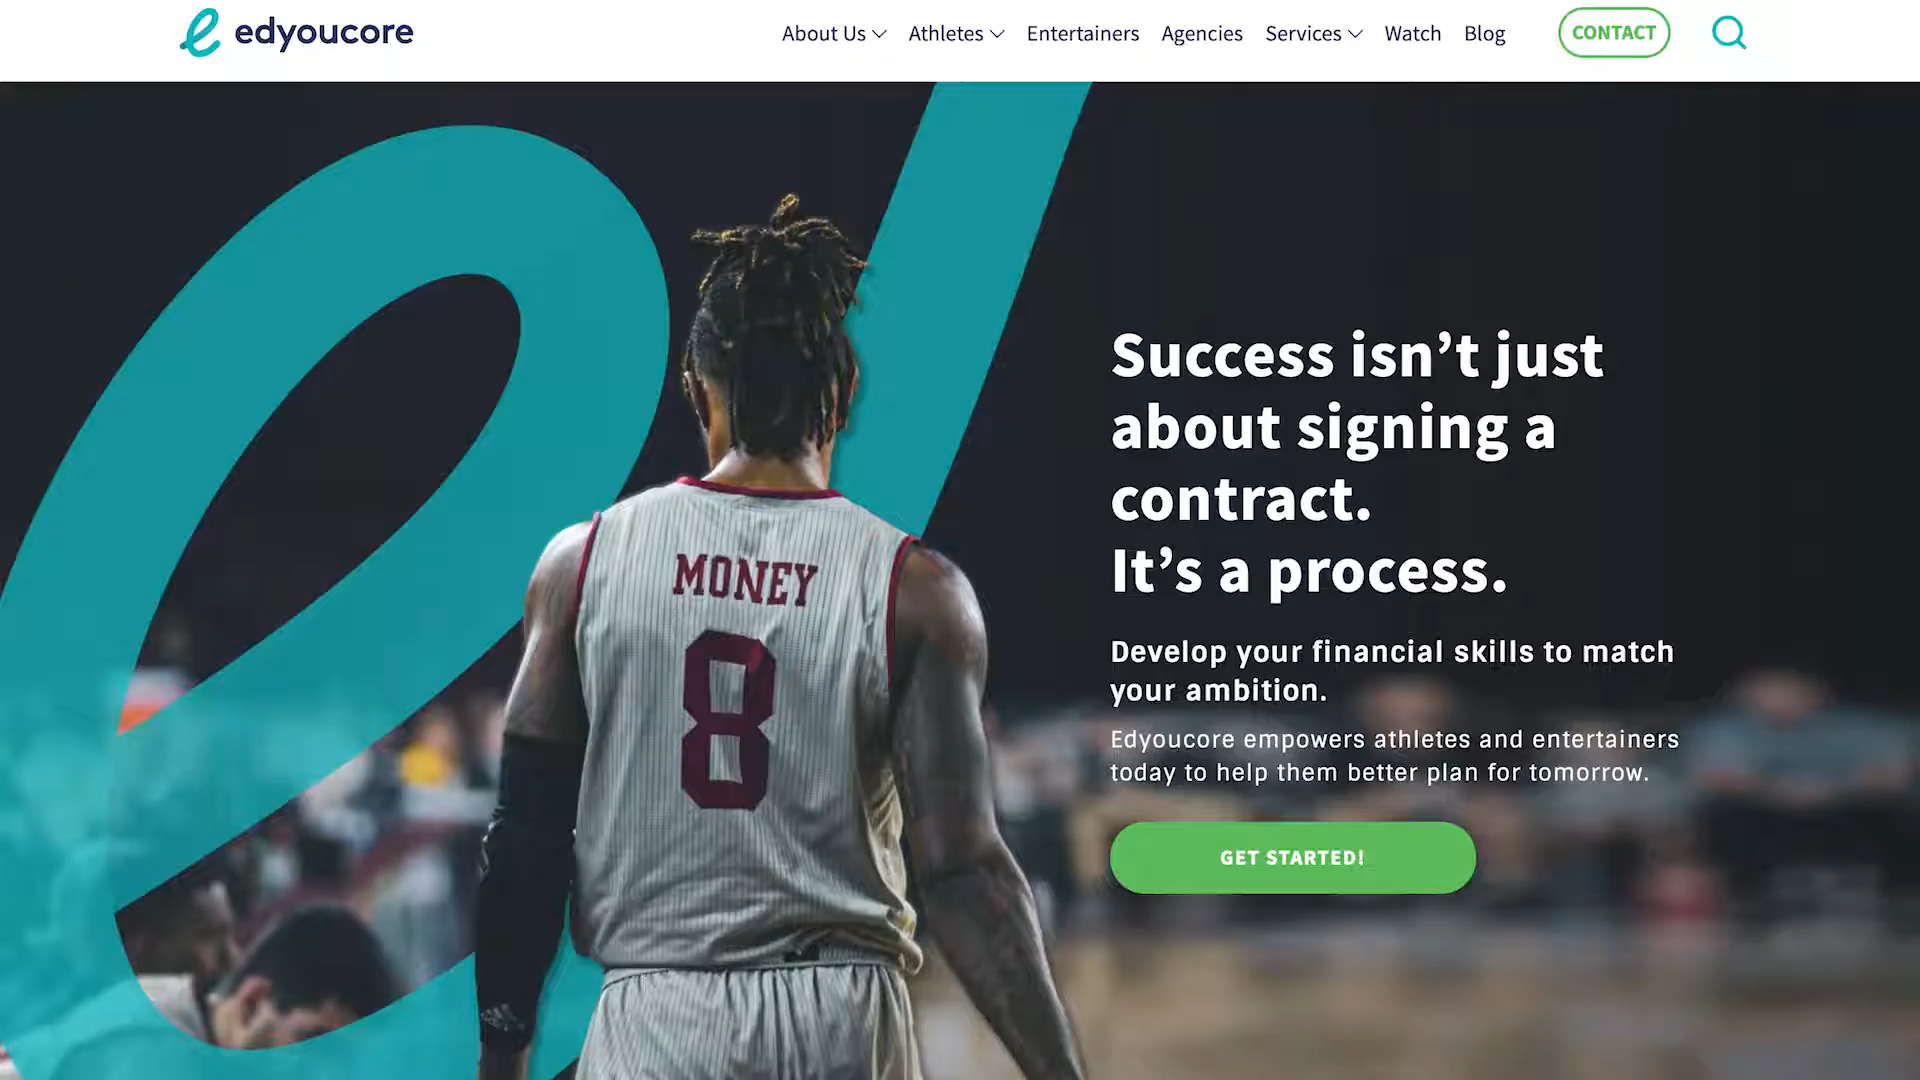 edyoucore
About Us Athletes Entertainers Agencies Services Watch Blog CONTACT
Success isn’t just
about signing a
contract.
It’s a process.
Develop your financial skills to match
your ambition.
Edyoucore empowers athletes and entertainers
today to help them better plan for tomorrow.
GET STARTED!
MONEY
8